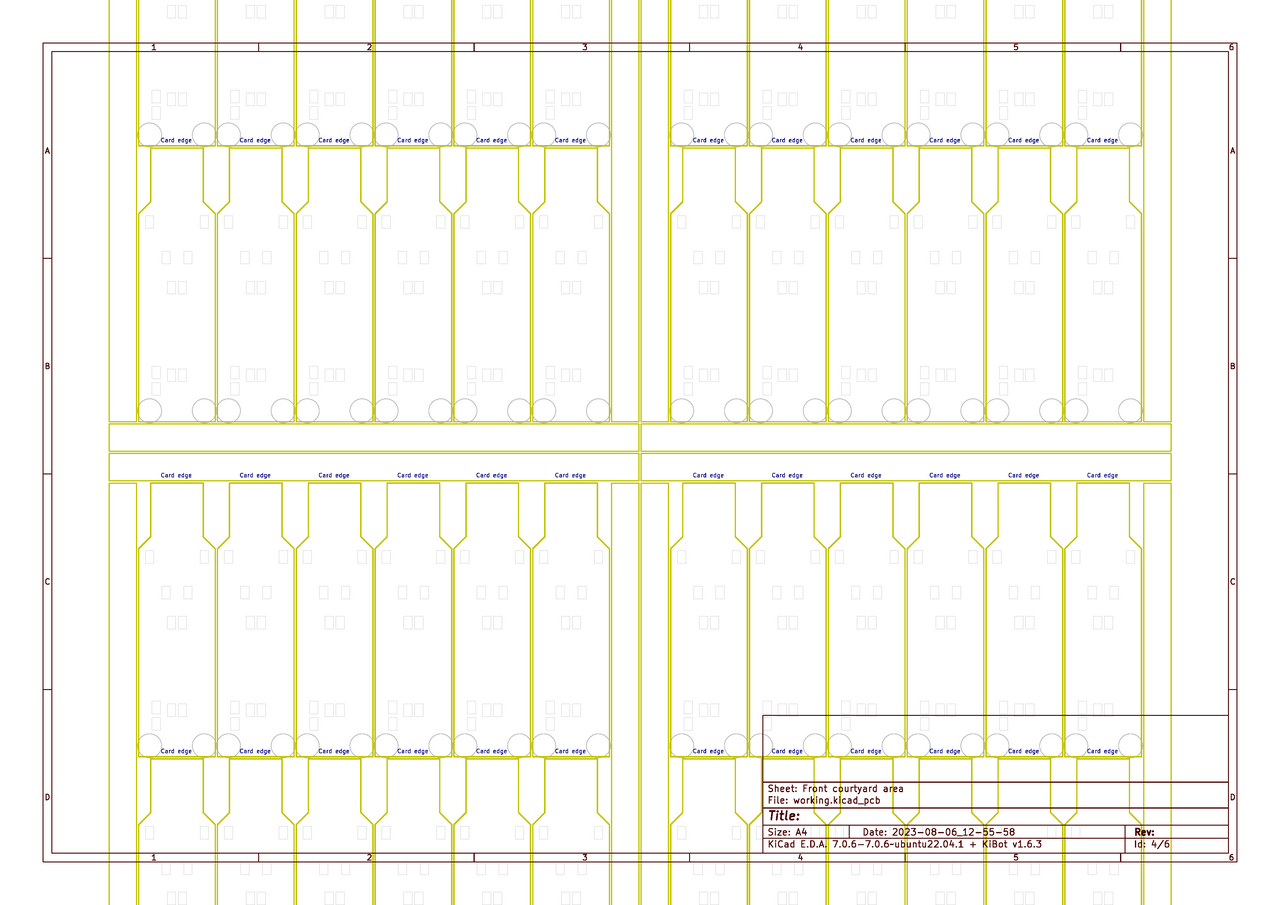 1 2 3 4 5 6
Card edge Card edge Card edge Card edge Card edge Card edge Card edge Card edge Card edge Card edge Card edge Card edge
A A
B B
Card edge Card edge Card edge Card edge Card edge Card edge Card edge Card edge Card edge Card edge Card edge Card edge
C C
Card edge Card edge Card edge Card edge Card edge Card edge Card edge Card edge Card edge Card edge Card edge Card edge
Sheet: Front courtyard area
D D
File: working.kicad_pcb
Title:
Size: A4 Date: 2023-08-06_12-55-58 Rev:
KiCad E.D.A. 7.0.6-7.0.6~ubuntu22.04.1 + KiBot v1.6.3 Id: 4/6
1 2 3 4 5 6